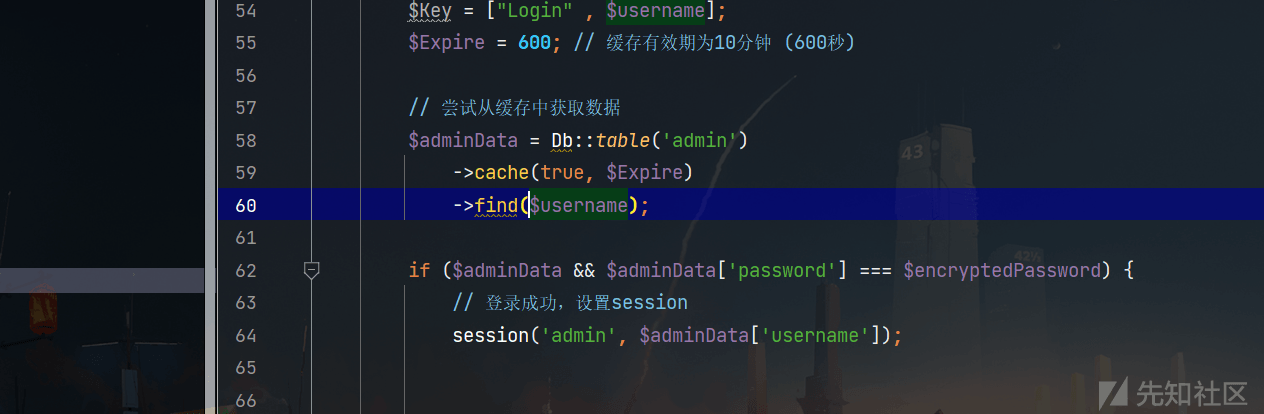 54 $Key = ["Login" , $username];
55 $Expire = 600; // 缓存有效期为10分钟 (600秒)
56
57 // 尝试从缓存中获取数据
58 $adminData = Db::table('admin')
59 ->cache(true, $Expire)
60 ->find($username);
61
62 if ($adminData && $adminData['password'] === $encryptedPassword) {
63 // 登录成功，设置session
64 session('admin', $adminData['username']);
65
66
43
42½
先知社区